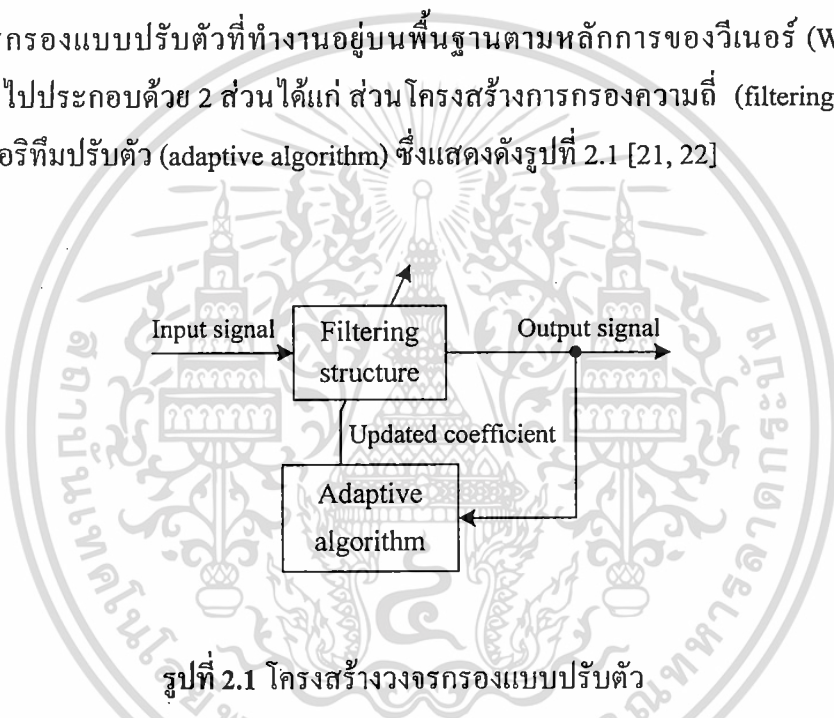 รกรองแบบปรับตัวที่ทำงานอยู่บนพื้นฐานตามหลักการของวีเนอร์ (W
ไปประกอบด้วย 2 ส่วนได้แก่ ส่วนโครงสร้างการกรองความถี่ (filtering
อริทึมปรับตัว (adaptive algorithm) ซึ่งแสดงดังรูปที่ 2.1 [21, 22]
Input signal
Filtering
structure
Output signal
Updated coefficient
Adaptive
algorithm
รูปที่ 2.1 โครงสร้างวงจรกรองแบบปรับตัว